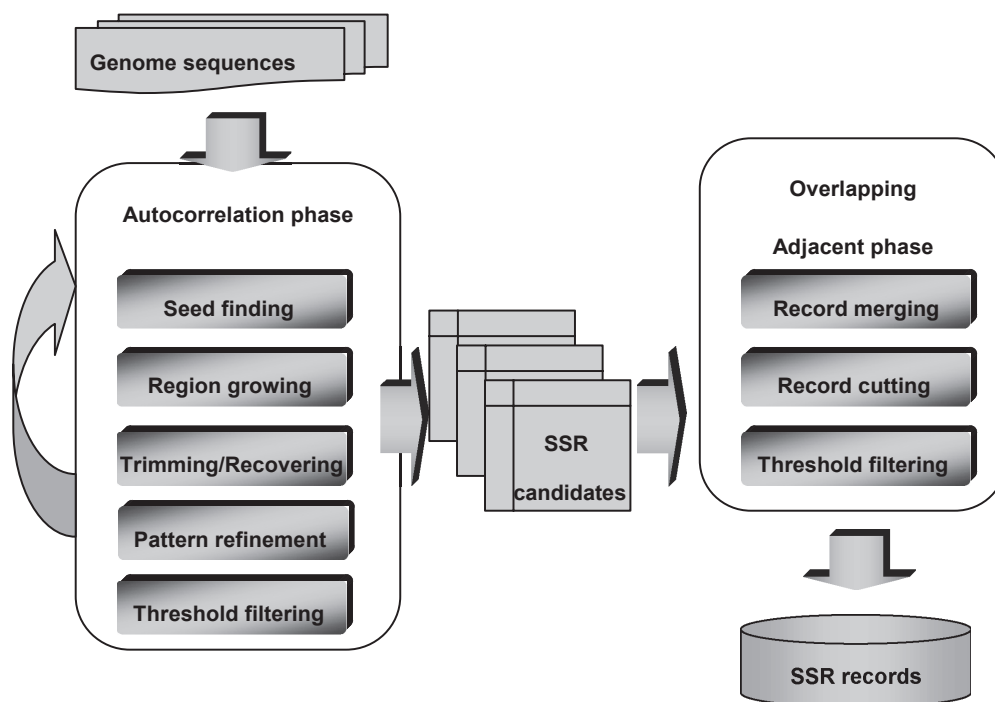 Genome sequences
Autocorrelation phase
Seed finding
Region growing
Trimming/Recovering
Pattern refinement
Threshold filtering
SSR
candidates
Overlapping
Adjacent phase
Record merging
Record cutting
Threshold filtering
SSR records